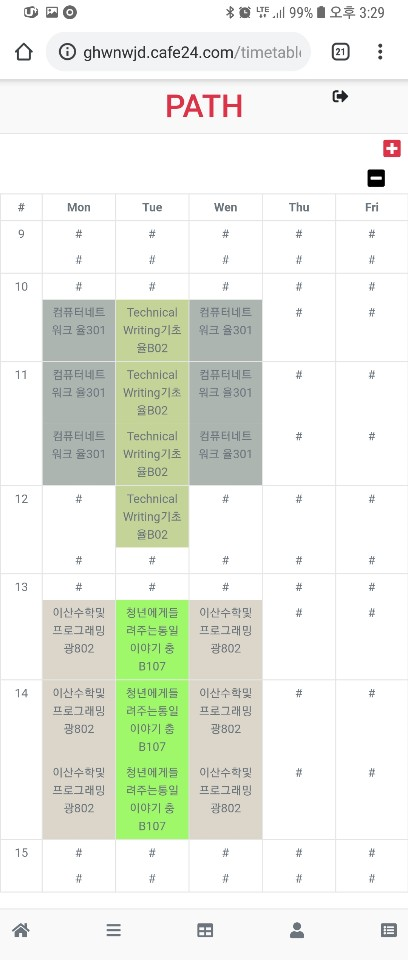 LTE 99% 오후 3:29
ghwnwjd.cafe24.com/timetabl
21
PATH
# Mon Tue Wen Thu Fri
9 # # # # #
# # # # #
10 # # # # #
컴퓨터네트 Technical 컴퓨터네트 # #
워크 율301 Writing기초 워크 율301
율B02
11 컴퓨터네트 Technical 컴퓨터네트 # #
워크 율301 Writing기초 워크 율301
율B02
컴퓨터네트 Technical 컴퓨터네트 # #
워크 율301 Writing기초 워크 율301
율B02
12 # Technical # # #
Writing기초
율B02
# # # # #
13 # # # # #
이산수학및 청년에게들 이산수학및 # #
프로그래밍 려주는통일 프로그래밍
광802 이야기 충 광802
B107
14 이산수학및 청년에게들 이산수학및 # #
프로그래밍 려주는통일 프로그래밍
광802 이야기 충 광802
B107
이산수학및 청년에게들 이산수학및 # #
프로그래밍 려주는통일 프로그래밍
광802 이야기 충 광802
B107
15 # # # # #
# # # # #